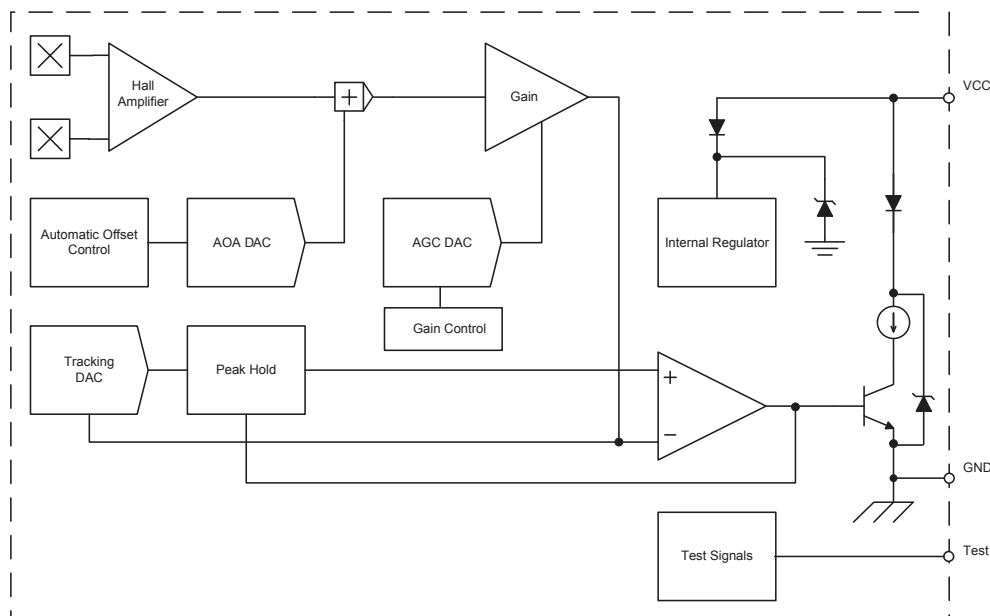 VCC
Hall
Amplifier
+
Gain
Automatic Offset
Control
AOA DAC
AGC DAC
Internal Regulator
Gain Control
Tracking
DAC
Peak Hold
+
−
GND
Test Signals
Test